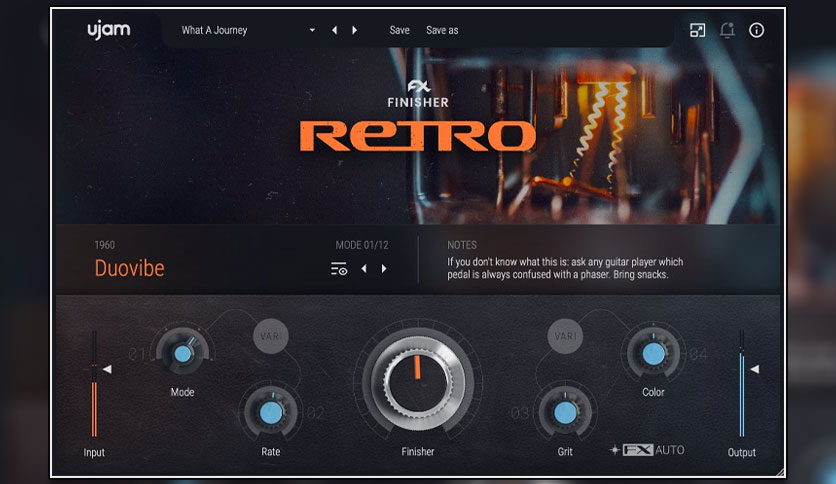 ujam
What A Journey
Save
Save as
FX
FINISHER
RETRO
1960
Duovibe
MODE 01/12
NOTES
If you don't know what this is: ask any guitar player which
pedal is always confused with a phaser. Bring snacks.
01
VARI
VARI
04
Mode
Color
02
03
Input
Rate
Finisher
Grit
FX AUTO
Output